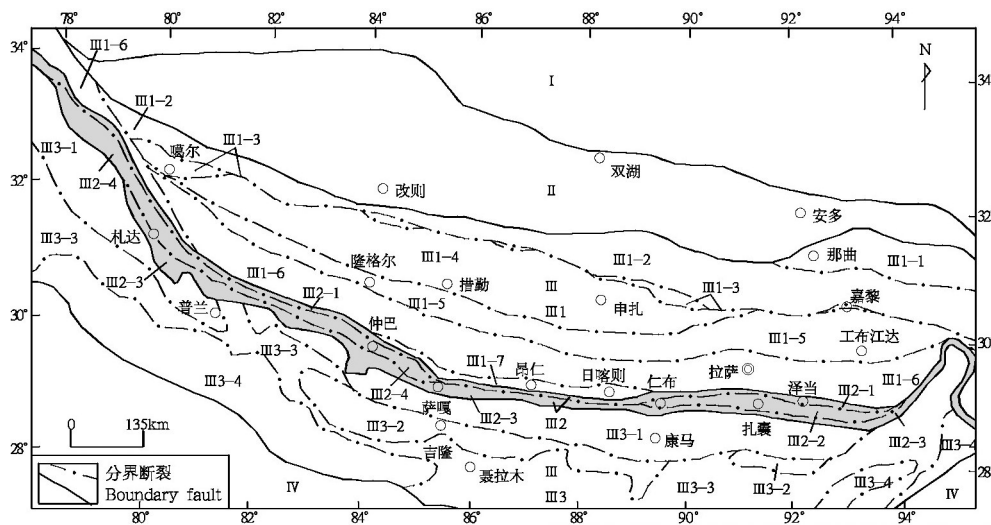 78° 80° 82° 84° 86° 88° 90° 92° 94°
34°
N
34
Ⅲ1-6
Ⅰ
Ⅲ1-2
Ⅲ1-3
Ⅲ3-1
噶尔
双湖
32°
Ⅲ2-4
改则
Ⅱ
32
安多
Ⅲ3-3
札达
那曲
隆格尔
Ⅲ1-4
Ⅲ1-2
Ⅲ1-1
Ⅲ2-3
Ⅲ1-6
措勤
Ⅲ
Ⅲ1-3
Ⅲ2-1
申扎
嘉黎
普兰
Ⅲ1-5
Ⅲ1
30°
仲巴
Ⅲ1-5
工布江达
30
Ⅲ3-3
Ⅲ1-7
昂仁
日喀则
仁布
拉萨
泽当
Ⅲ1-6
Ⅲ3-4
Ⅲ2-1
Ⅲ2-4
萨嘎
Ⅲ2-3
Ⅲ2
扎囊
Ⅲ2-2
Ⅲ2-3
0 135km
Ⅲ3-2
Ⅲ3-1
康马
Ⅲ3-4
28°
吉隆
28
分界断裂
Boundary fault
聂拉木
Ⅲ
Ⅲ3
Ⅲ3-3
Ⅲ3-2
Ⅲ3-4
Ⅳ
Ⅳ
80° 82° 84° 86° 88° 90° 92° 94°